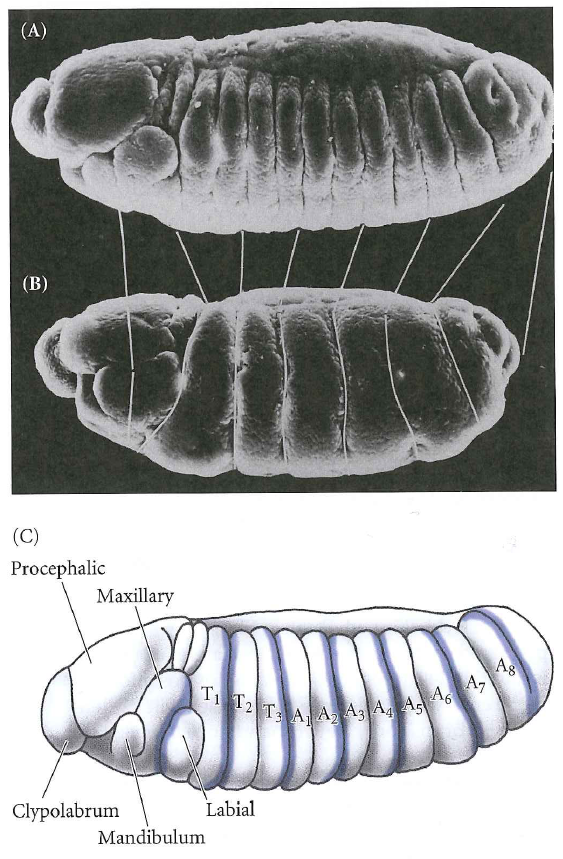 (A)
(B)
(C)
Procephalic
Maxillary
T1 T2 T3 A1 A2 A3 A4 A5 A6 A7 A8
Clypolabrum
Labial
Mandibulum